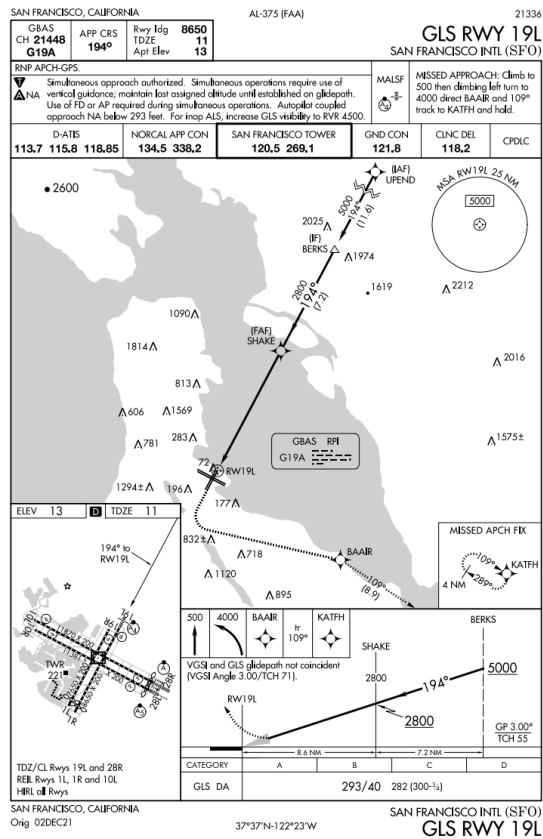 SAN FRANCISCO, CALIFORNIA
AL-375 (FAA)
21336
GBAS
CH 21448
G19A
APP CRS
194°
Rwy ldg 8650
TDZE 11
Apt Elev 13
GLS RWY 19L
SAN FRANCISCO INTL (SFO)
RNP APCH-GPS.
T
A NA
Simultaneous approach authorized. Simultaneous operations require use of
vertical guidance; maintain last assigned altitude until established on glidepath.
Use of FD or AP required during simultaneous operations. Autopilot coupled
approach NA below 293 feet. For inop ALS, increase GLS visibility to RVR 4500.
MALSF
A4
MISSED APPROACH: Climb to
500 then climbing left turn to
4000 direct BAAIR and 109°
track to KATFH and hold.
D-ATIS
113.7 115.8 118.85
NORCAL APP CON
134.5 338.2
SAN FRANCISCO TOWER
120.5 269.1
GND CON
121.8
CLNC DEL
118.2
CPDLC
2600
(IAF)
UPEND
5000
194°
(11.6)
MSA RW19L 25 NM
5000
2025
(IF)
BERKS
1974
1619
2212
2800
194°
(7.2)
1090
(FAF)
SHAKE
1814
2016
813
606
1569
781
283
GBAS RPI
G19A
1575±
72
RW19L
1294±
196
177
ELEV 13
D
TDZE 11
832±
718
BAAIR
1120
109°
(8.9)
895
MISSED APCH FIX
109°
289°
4 NM
KATFH
194° to
RW19L
TWR
221
10L
10R
19L
19R
28R
28L
1L
1R
500
4000
BAAIR
tr
109°
KATFH
VGSI and GLS glidepath not coincident
(VGSI Angle 3.00/TCH 71).
BERKS
SHAKE
2800
5000
194°
RW19L
2800
GP 3.00°
TCH 55
8.6 NM
7.2 NM
TDZ/CL Rwys 19L and 28R
REIL Rwys 1L, 1R and 10L
HIRL all Rwys
CATEGORY A B C D
GLS DA 293/40 282 (300-¾)
SAN FRANCISCO, CALIFORNIA
Orig 02DEC21
37°37'N-122°23'W
SAN FRANCISCO INTL (SFO)
GLS RWY 19L